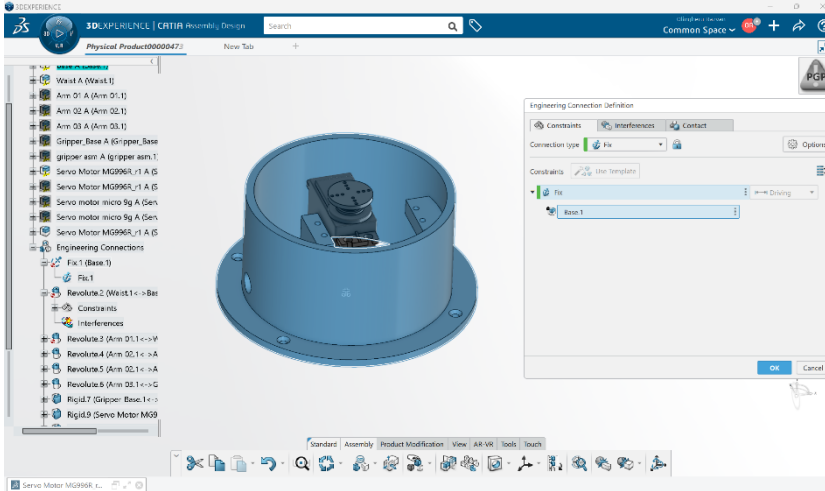 3DEXPERIENCE
3DEXPERIENCE | CATIA Assembly Design
Search
Common Space
Physical Product00000473
New Tab
PGP
Base A (Base.1)
Waist A (Waist.1)
Arm 01 A (Arm 01.1)
Arm 02 A (Arm 02.1)
Arm 03 A (Arm 03.1)
Gripper_Base A (Gripper_Base
gripper asm A (gripper asm.1)
Servo Motor MG996R_r1 A (S
Servo Motor MG996R_r1 A (S
Servo motor micro 9g A (Serv
Servo motor micro 9g A (Serv
Servo Motor MG996R_r1 A (S
Engineering Connections
Fix.1 (Base.1)
Fix.1
Revolute.2 (Waist.1<->Bas
Constraints
Interferences
Revolute.3 (Arm 01.1<->W
Revolute.4 (Arm 02.1<->A
Revolute.5 (Arm 02.1<->A
Revolute.6 (Arm 03.1<->G
Rigid.7 (Gripper_Base.1<->
Rigid.9 (Servo Motor MG9
Engineering Connection Definition
Constraints
Interferences
Contact
Connection type
Fix
Options
Constraints
Use Template
Fix
Driving
Base.1
OK
Cancel
Standard
Assembly
Product Modification
View
AR-VR
Tools
Touch
Servo Motor MG996R_r...